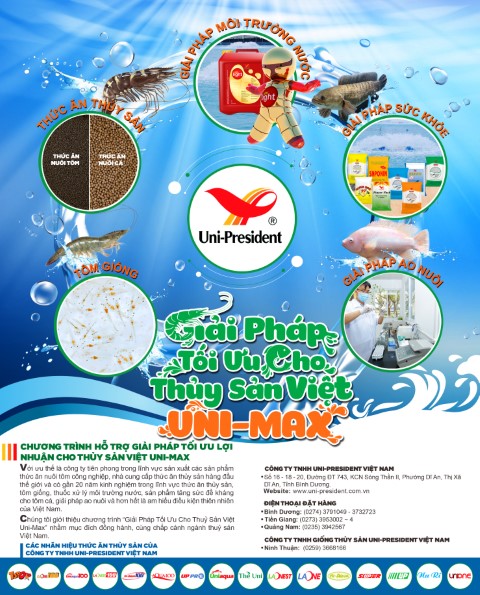 GIẢI PHÁP MÔI TRƯỜNG NƯỚC
THỨC ĂN THỦY SẢN
GIẢI PHÁP SỨC KHỎE
THỨC ĂN NUÔI TÔM
THỨC ĂN NUÔI CÁ
Uni-President
®
TÔM GIỐNG
GIẢI PHÁP AO NUÔI
Giải Pháp
Tối Ưu Cho
Thủy Sản Việt
UNI-MAX
CHƯƠNG TRÌNH HỖ TRỢ GIẢI PHÁP TỐI ƯU LỢI
NHUẬN CHO THỦY SẢN VIỆT UNI-MAX
Với ưu thế là công ty tiên phong trong lĩnh vực sản xuất các sản phẩm
thức ăn nuôi tôm công nghiệp, nhà cung cấp thức ăn thủy sản hàng đầu
thế giới và có gần 20 năm kinh nghiệm trong lĩnh vực thức ăn thủy sản,
tôm giống, thuốc xử lý môi trường nước, sản phẩm tăng sức đề kháng
cho tôm cá, giải pháp ao nuôi và hơn hết là am hiểu điều kiện thiên nhiên
của Việt Nam.
Chúng tôi giới thiệu chương trình “Giải Pháp Tối Ưu Cho Thuỷ Sản Việt
Uni-Max” nhằm mục đích đồng hành, cùng chắp cánh ngành thuỷ sản
Việt Nam.
CÁC NHÃN HIỆU THỨC ĂN THỦY SẢN CỦA
CÔNG TY TNHH UNI-PRESIDENT VIỆT NAM
CÔNG TY TNHH UNI-PRESIDENT VIỆT NAM
• Số 16 - 18 - 20, Đường ĐT 743, KCN Sóng Thần II, Phường Dĩ An, Thị Xã
Dĩ An, Tỉnh Bình Dương.
Website: www.uni-president.com.vn
ĐIỆN THOẠI ĐẶT HÀNG
• Bình Dương: (0274) 3791049 - 3732723
• Tiền Giang: (0273) 3953002 – 4
• Quảng Nam: (0235) 3942567
CÔNG TY TNHH GIỐNG THỦY SẢN UNI-PRESIDENT VIỆT NAM
• Ninh Thuận: (0259) 3668166
UP PRO
Uniaqua
LAONE
UNIONE